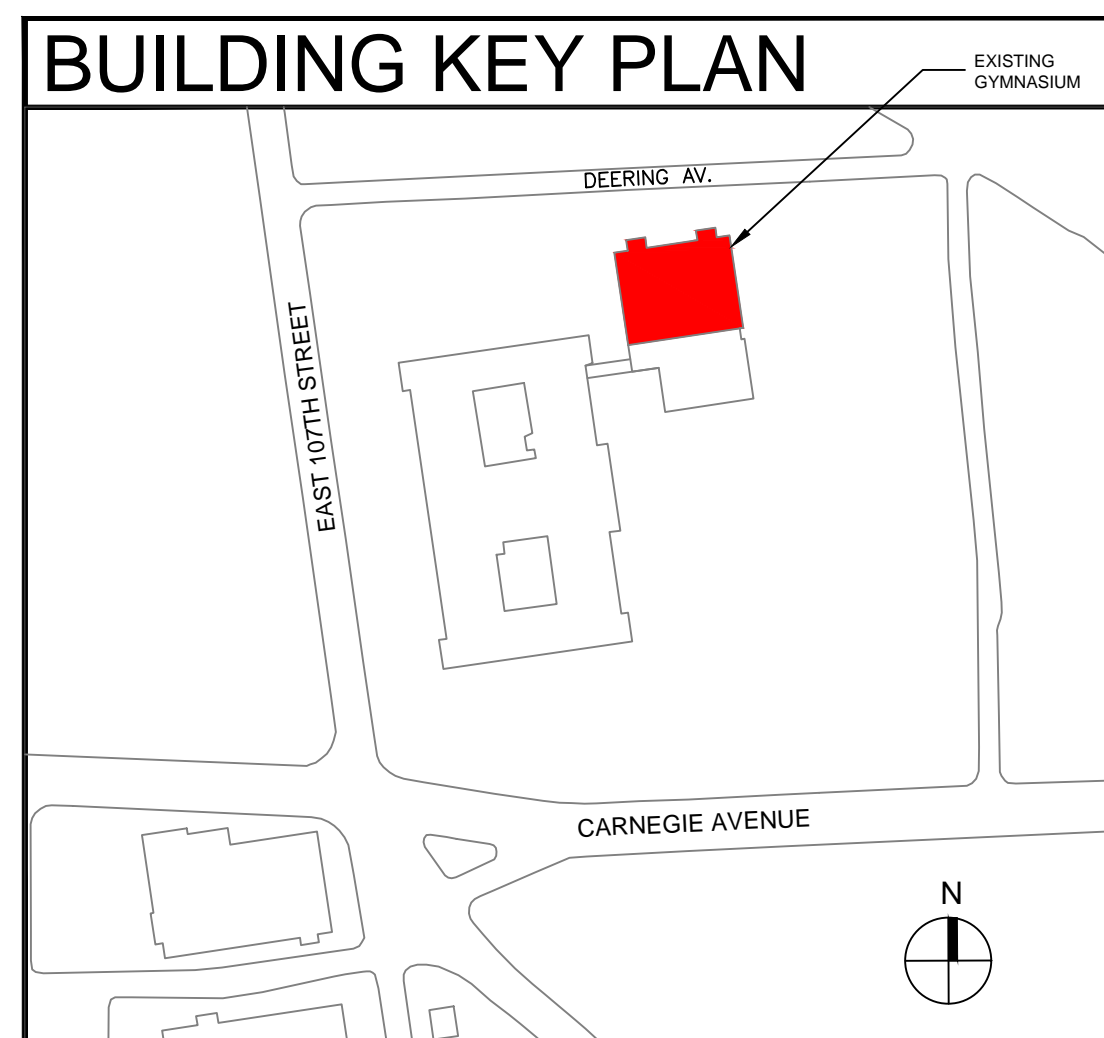 BUILDING KEY PLAN
EXISTING
GYMNASIUM
DEERING AV.
EAST 107TH STREET
CARNEGIE AVENUE
N